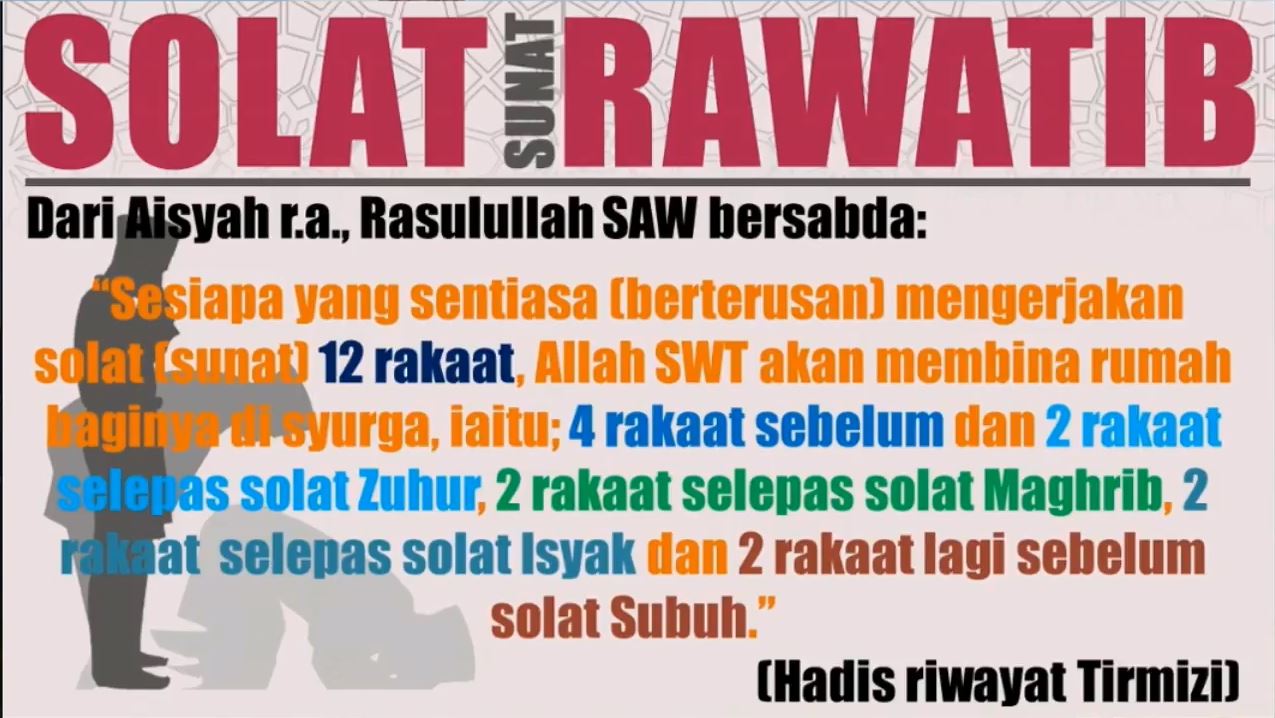 SOLAT SUNAT RAWATIB
Dari Aisyah r.a., Rasulullah SAW bersabda:
“Sesiapa yang sentiasa (berterusan) mengerjakan
solat (sunat) 12 rakaat, Allah SWT akan membina rumah
baginya di syurga, iaitu; 4 rakaat sebelum dan 2 rakaat
selepas solat Zuhur, 2 rakaat selepas solat Maghrib, 2
rakaat selepas solat Isyak dan 2 rakaat lagi sebelum
solat Subuh.”
(Hadis riwayat Tirmizi)